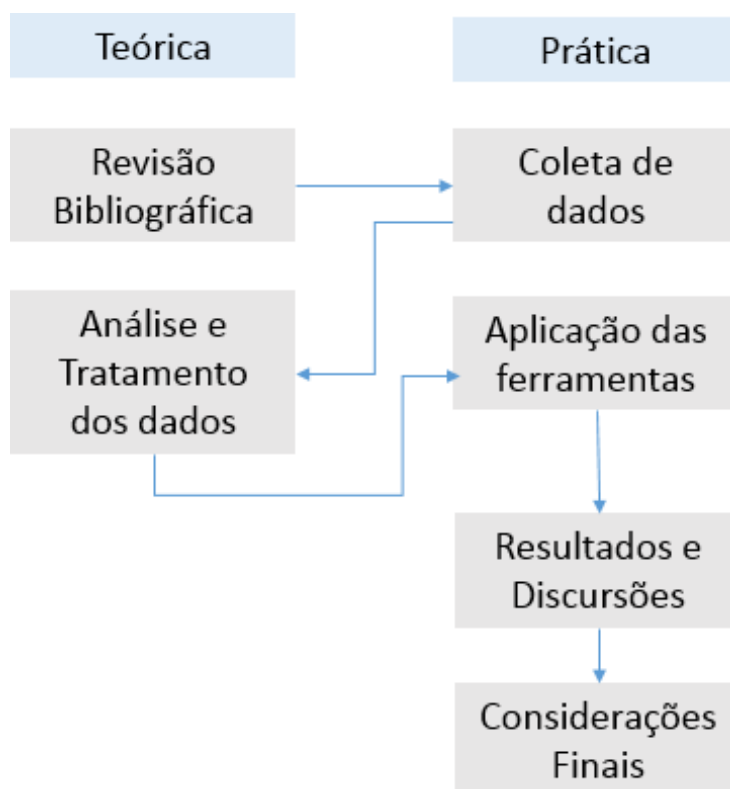 Teórica
Prática
Revisão
Bibliográfica
Coleta de
dados
Análise e
Tratamento
dos dados
Aplicação das
ferramentas
Resultados e
Discursões
Considerações
Finais